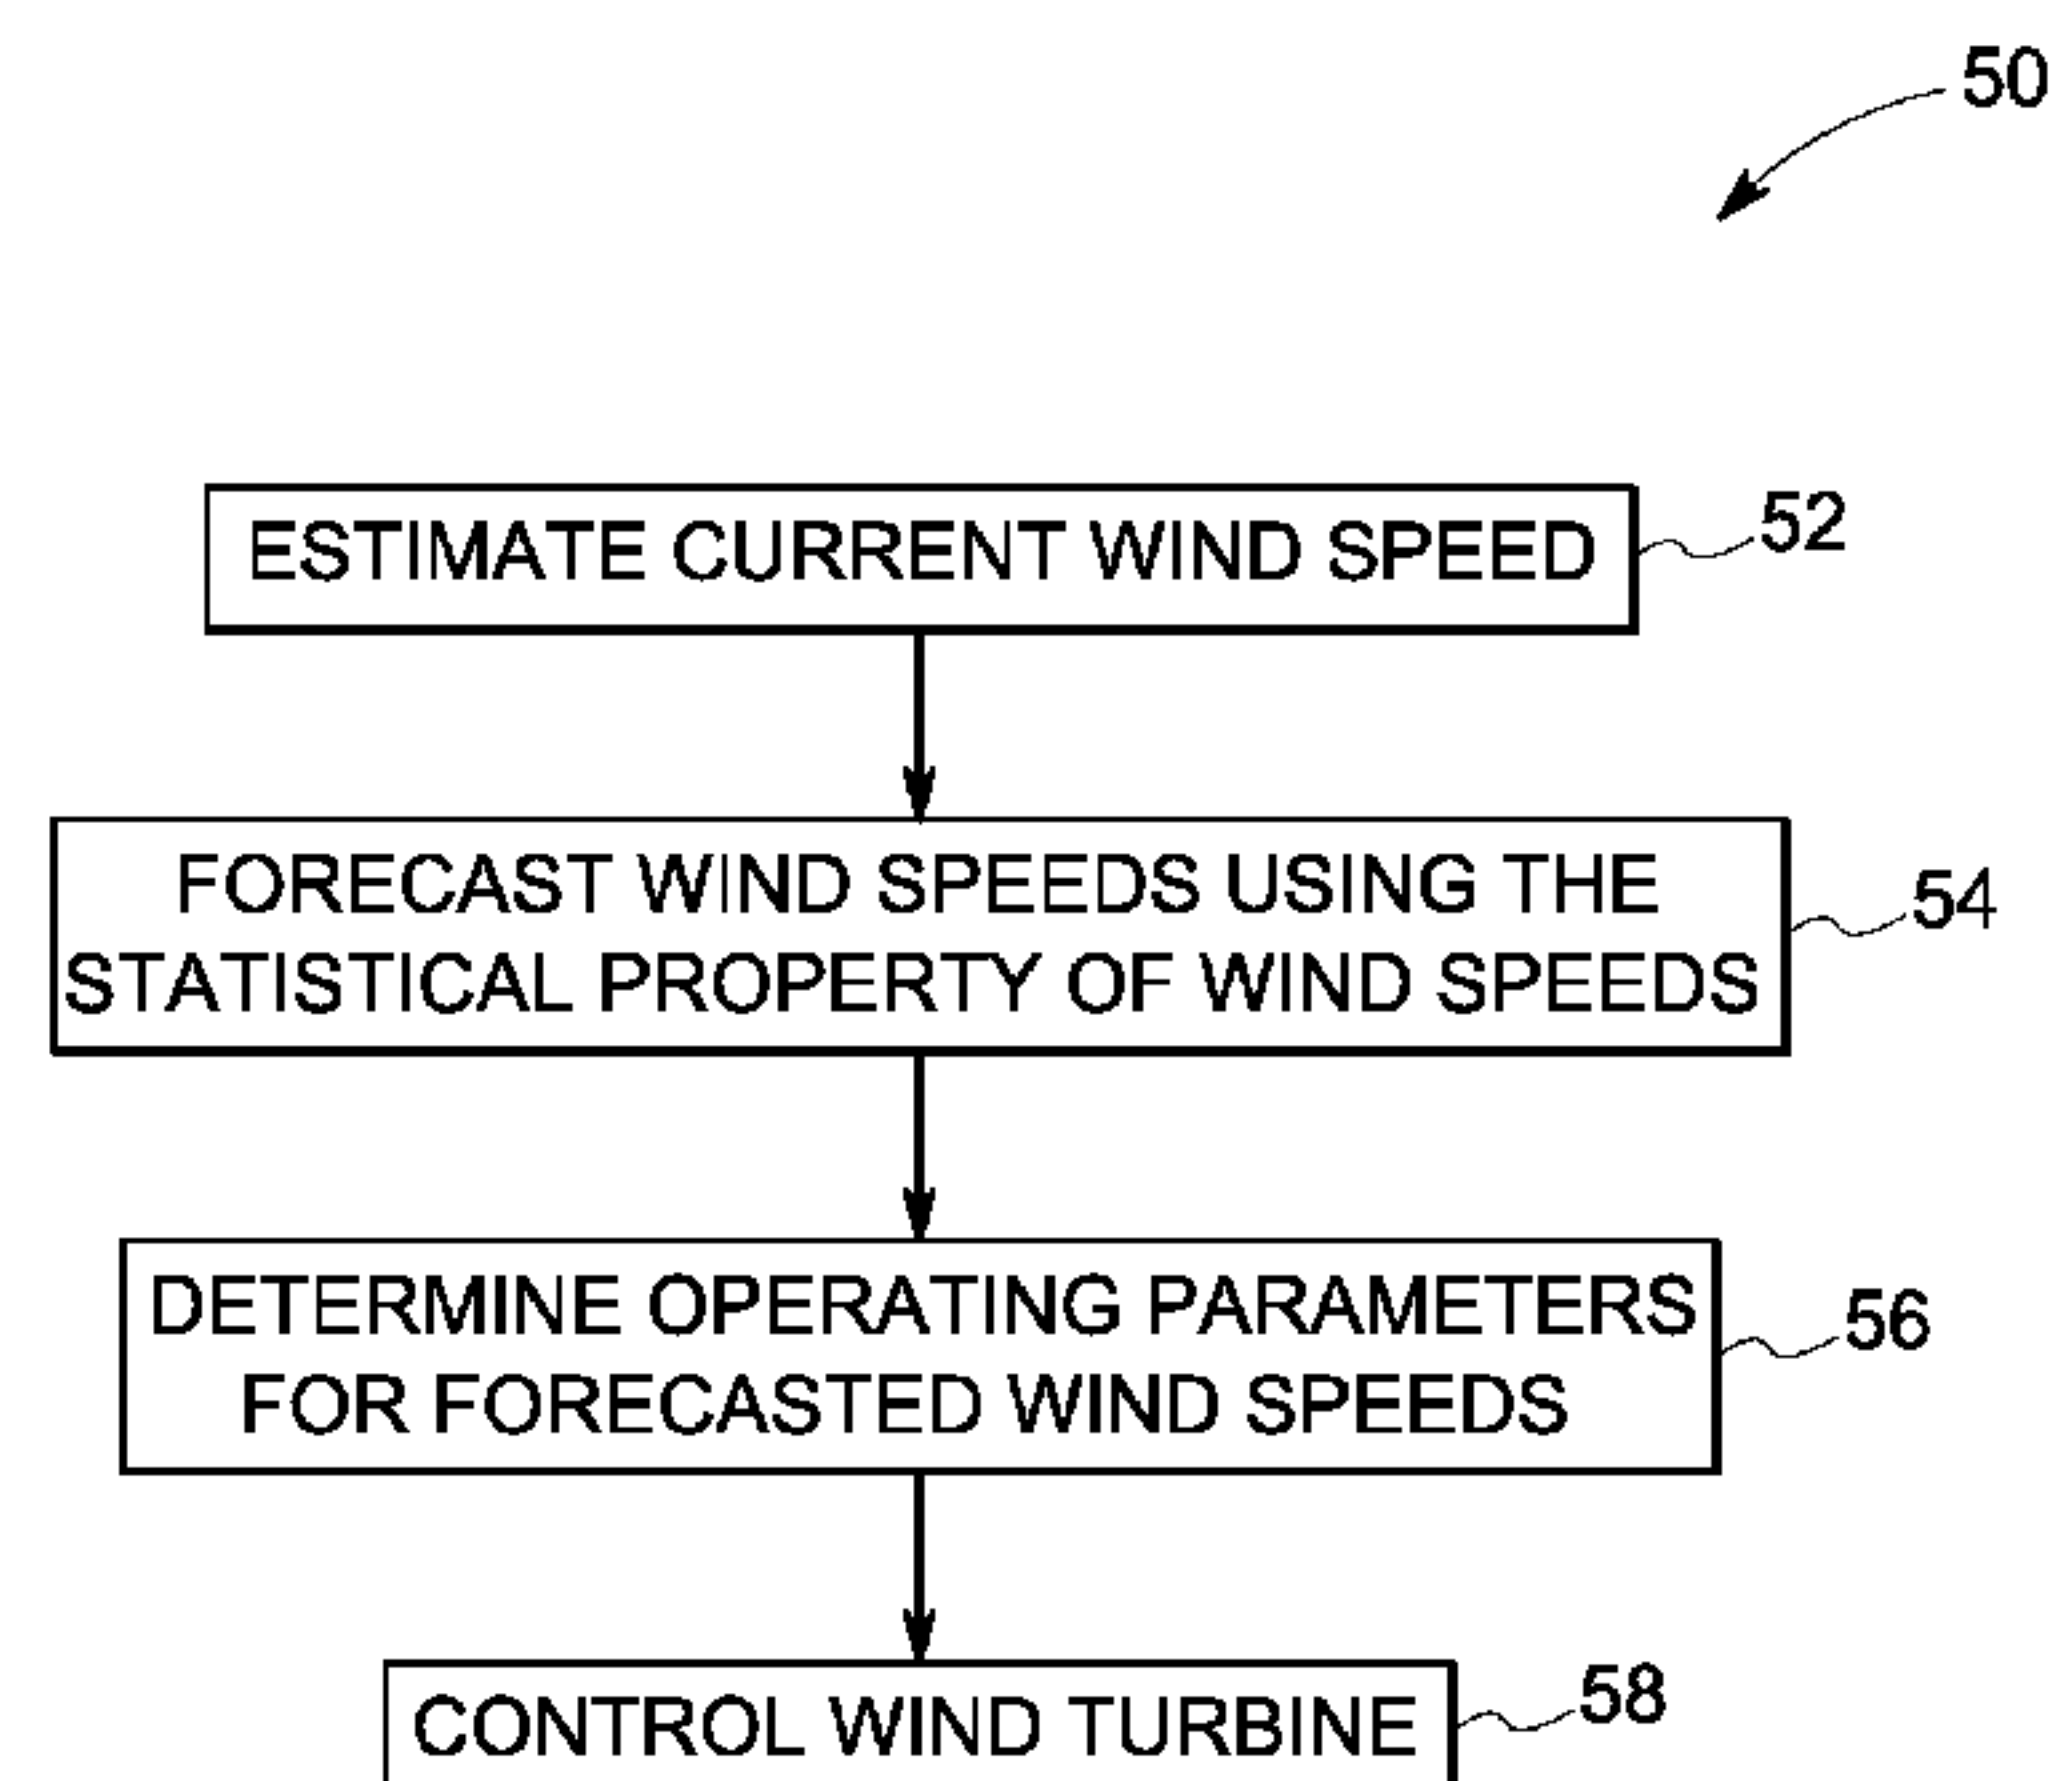 50
ESTIMATE CURRENT WIND SPEED
52
FORECAST WIND SPEEDS USING THE
STATISTICAL PROPERTY OF WIND SPEEDS
54
DETERMINE OPERATING PARAMETERS
FOR FORECASTED WIND SPEEDS
56
CONTROL WIND TURBINE
58